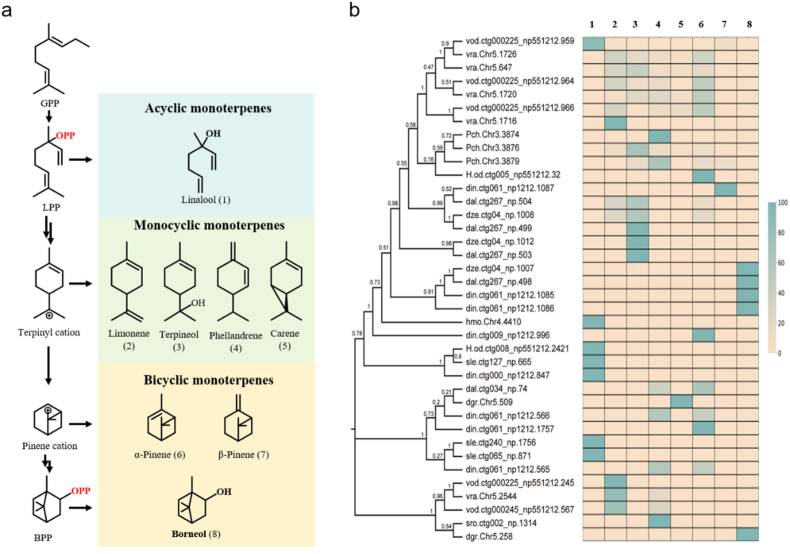 a
GPP
OPP
LPP
Terpinyl cation
Pinene cation
OPP
BPP
Acyclic monoterpenes
OH
Linalool (1)
Monocyclic monoterpenes
OH
Limonene
(2)
Terpineol
(3)
Phellandrene
(4)
Carene
(5)
Bicyclic monoterpenes
α-Pinene (6)
β-Pinene (7)
OH
Borneol (8)
b
1 2 3 4 5 6 7 8
vod.ctg000225_np551212.959
vra.Chr5.1726
vra.Chr5.647
vod.ctg000225_np551212.964
vra.Chr5.1720
vod.ctg000225_np551212.966
vra.Chr5.1716
Pch.Chr3.3874
Pch.Chr3.3876
Pch.Chr3.3879
H.od.ctg005_np551212.32
din.ctg061_np1212.1087
dal.ctg267_np.504
dze.ctg04_np.1008
dal.ctg267_np.499
dze.ctg04_np.1012
dal.ctg267_np.503
dze.ctg04_np.1007
dal.ctg267_np.498
din.ctg061_np1212.1085
din.ctg061_np1212.1086
hmo.Chr4.4410
din.ctg009_np1212.996
H.od.ctg008_np551212.2421
sle.ctg127_np.665
din.ctg000_np1212.847
dal.ctg034_np.74
dgr.Chr5.509
din.ctg061_np1212.566
din.ctg061_np1212.1757
sle.ctg240_np.1756
sle.ctg065_np.871
din.ctg061_np1212.565
vod.ctg000225_np551212.245
vra.Chr5.2544
vod.ctg000245_np551212.567
sro.ctg002_np.1314
dgr.Chr5.258
0.9
1
1
0.47
0.51
1
1
0.58
0.72
0.59
1
0.76
0.55
0.52
0.99
1
0.98
0.98
0.51
1
0.91
1
0.73
0.78
0.8
1
0.21
0.2
0.73
1
1
0.27
1
1
0.96
1
0.54
100
80
60
40
20
0